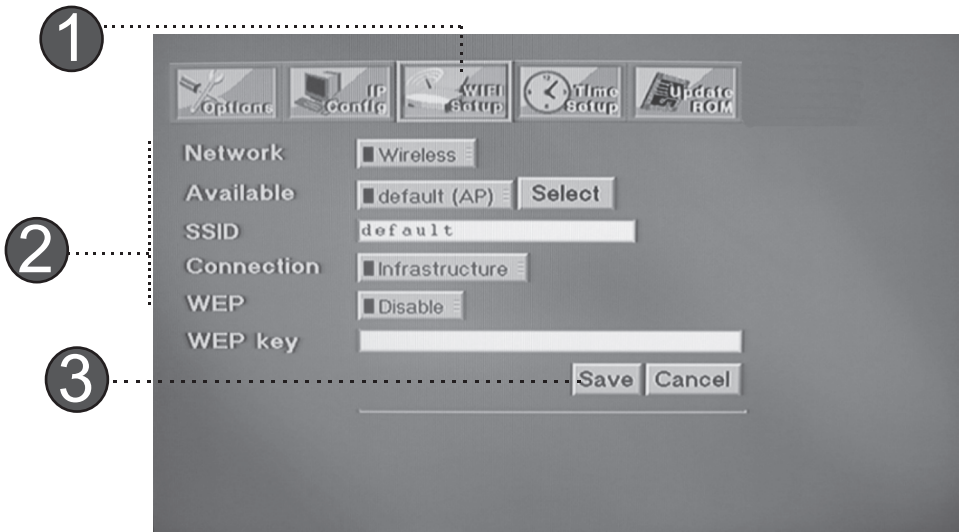 1
Options
IP Config
WIFI Setup
Time Setup
Update ROM
2
Network
Wireless
Available
default (AP)
Select
SSID
default
Connection
Infrastructure
WEP
Disable
WEP key
3
Save
Cancel